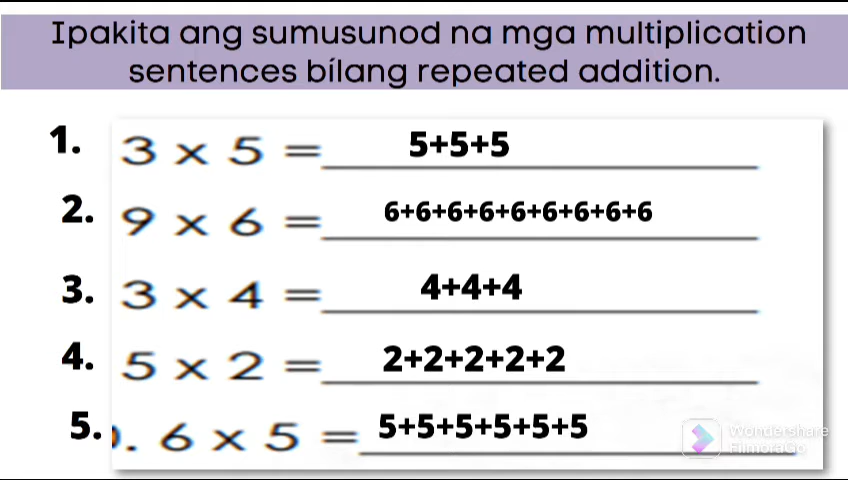 Ipakita ang sumusunod na mga multiplication
sentences bílang repeated addition.
1. 3 x 5 = 5+5+5
2. 9 x 6 = 6+6+6+6+6+6+6+6+6
3. 3 x 4 = 4+4+4
4. 5 x 2 = 2+2+2+2+2
5. . 6 x 5 = 5+5+5+5+5+5
Wondershare
FilmoraGo